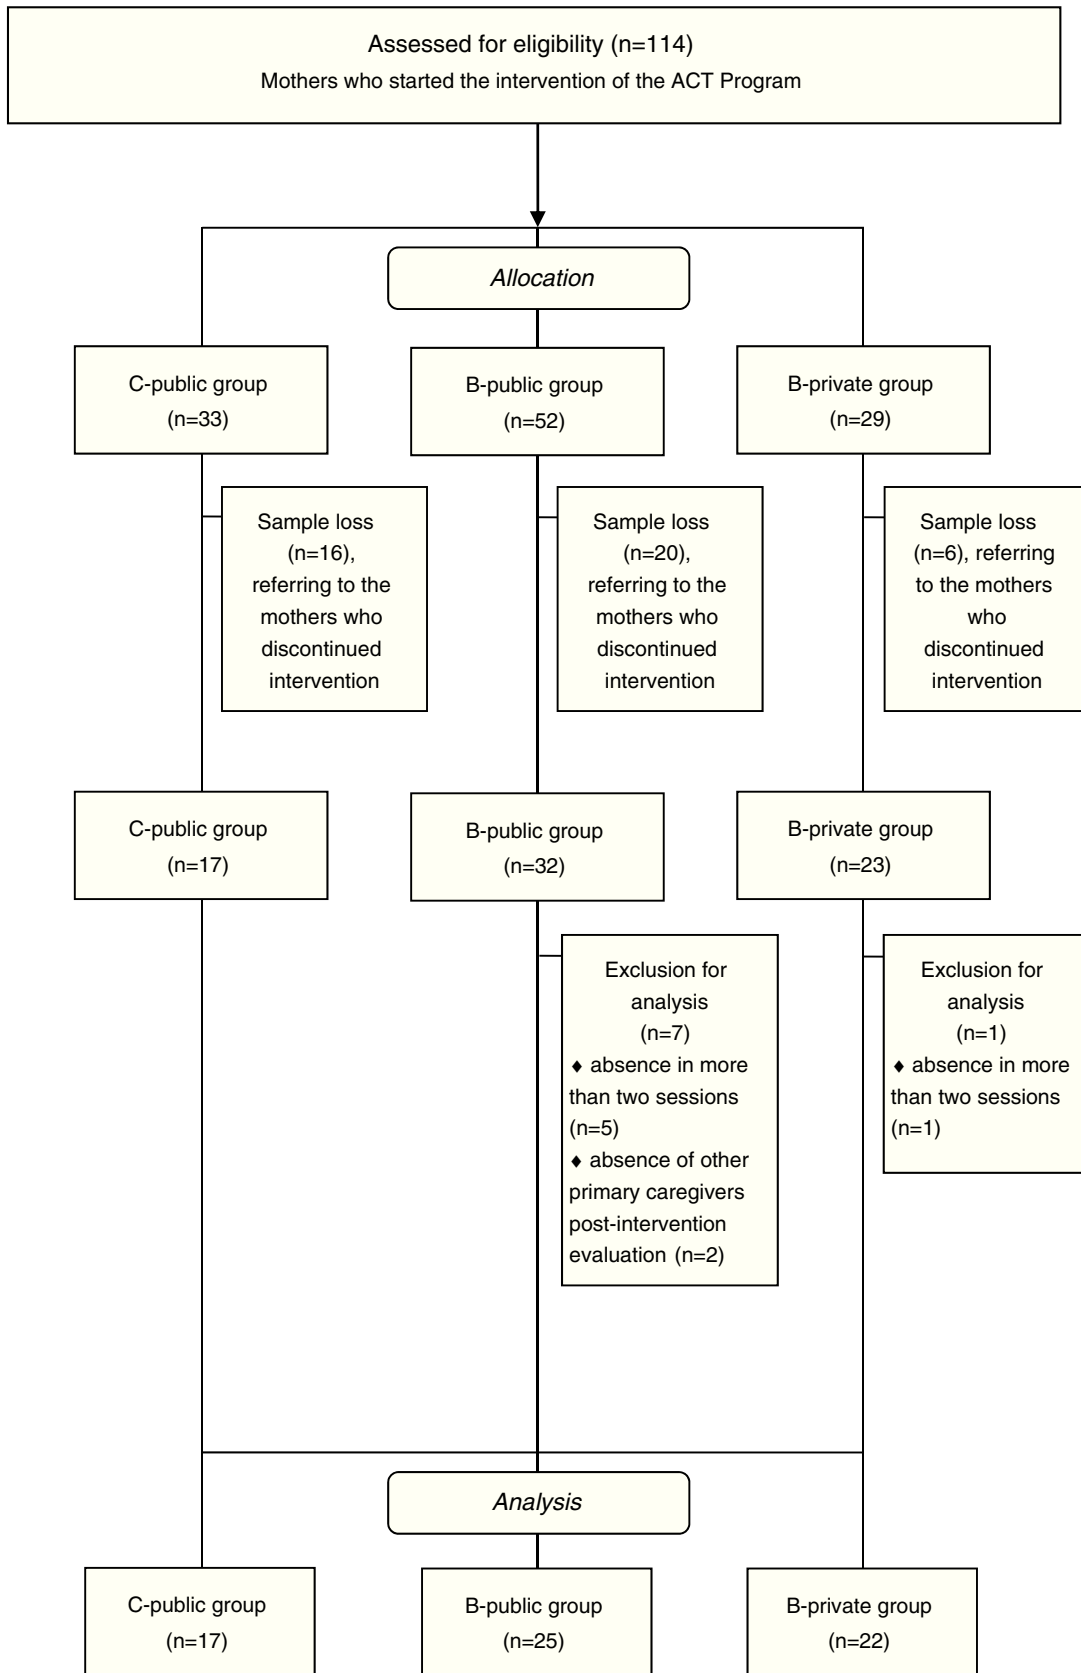 Assessed for eligibility (n=114)
Mothers who started the intervention of the ACT Program
Allocation
C-public group
(n=33)
B-public group
(n=52)
B-private group
(n=29)
Sample loss
(n=16),
referring to the
mothers who
discontinued
intervention
Sample loss
(n=20),
referring to the
mothers who
discontinued
intervention
Sample loss
(n=6), referring
to the mothers
who
discontinued
intervention
C-public group
(n=17)
B-public group
(n=32)
B-private group
(n=23)
Exclusion for
analysis
(n=7)
♦ absence in more
than two sessions
(n=5)
♦ absence of other
primary caregivers
post-intervention
evaluation (n=2)
Exclusion for
analysis
(n=1)
♦ absence in more
than two sessions
(n=1)
Analysis
C-public group
(n=17)
B-public group
(n=25)
B-private group
(n=22)